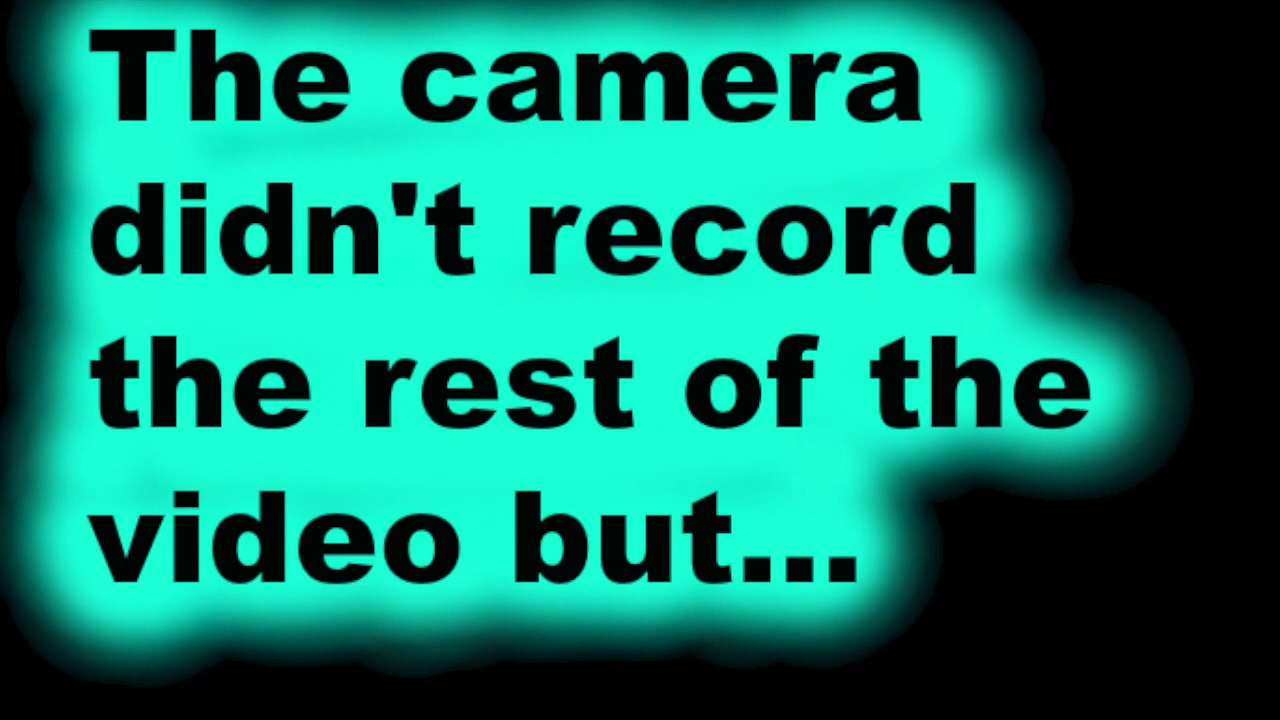 The camera
didn't record
the rest of the
video but...